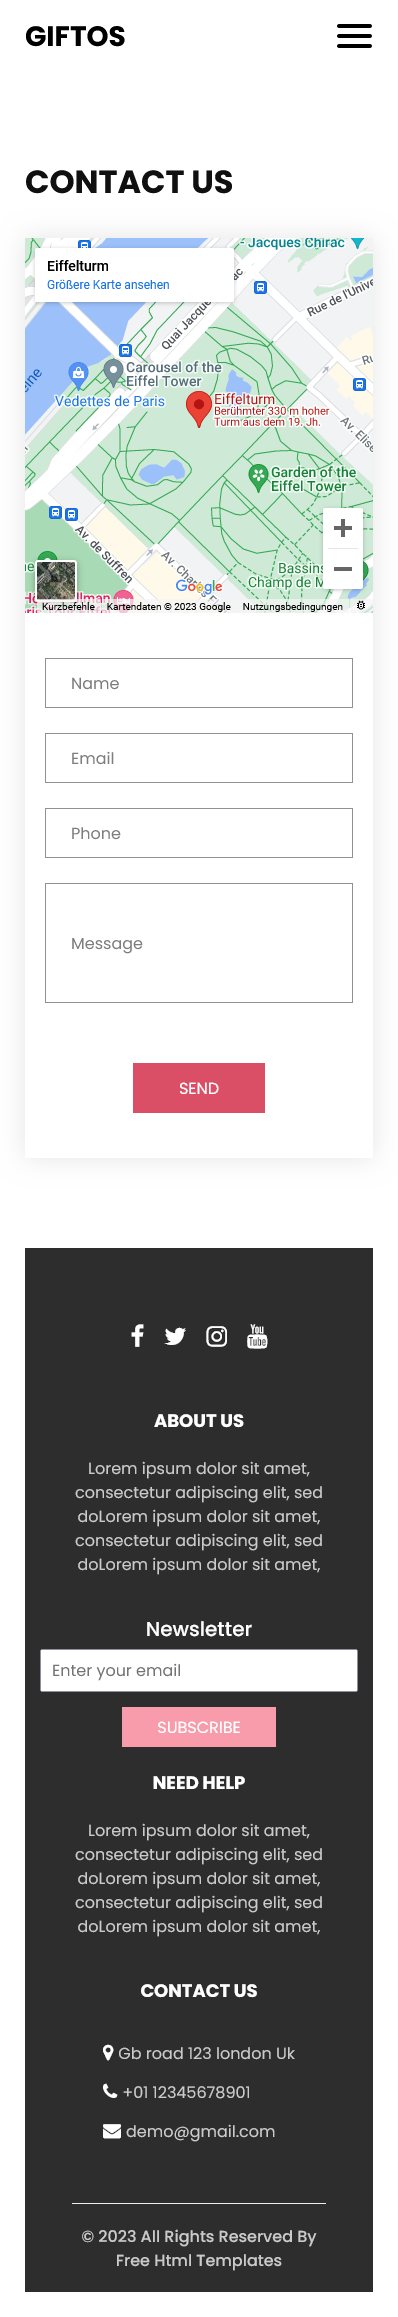 GIFTOS
CONTACT US
- Jacques Chirac
Eiffelturm
Größere Karte ansehen
Quai Jacque
Rue de l'Unive
Carousel of the
Eiffel Tower
Vedettes de Paris
Eiffelturm
Berühmter 330 m hoher
Turm aus dem 19. Jh.
Garden of the
Eiffel Tower
Av. de Suffren
Bassins
Champ de M
Google
Kurzbefehle
Kartendaten © 2023 Google
Nutzungsbedingungen
Name
Email
Phone
Message
SEND
You
Tube
ABOUT US
Lorem ipsum dolor sit amet,
consectetur adipiscing elit, sed
doLorem ipsum dolor sit amet,
consectetur adipiscing elit, sed
doLorem ipsum dolor sit amet,
Newsletter
Enter your email
SUBSCRIBE
NEED HELP
Lorem ipsum dolor sit amet,
consectetur adipiscing elit, sed
doLorem ipsum dolor sit amet,
consectetur adipiscing elit, sed
doLorem ipsum dolor sit amet,
CONTACT US
Gb road 123 london Uk
+01 12345678901
demo@gmail.com
© 2023 All Rights Reserved By
Free Html Templates